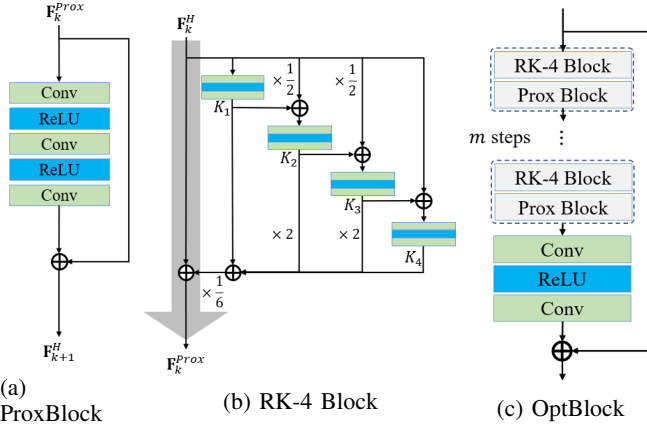 F_k^{Prox}
Conv
ReLU
Conv
ReLU
Conv
F_{k+1}^H
(a)
ProxBlock
F_k^H
× 1/2
× 1/2
K_1
K_2
K_3
K_4
× 2
× 2
× 1/6
F_k^{Prox}
(b) RK-4 Block
RK-4 Block
Prox Block
m steps
⋮
RK-4 Block
Prox Block
Conv
ReLU
Conv
(c) OptBlock